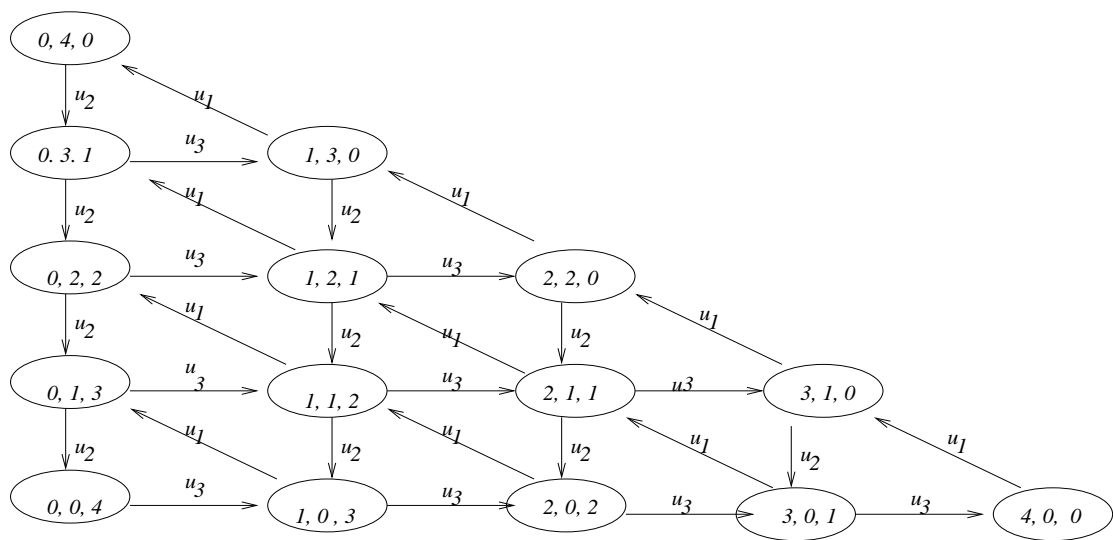 0, 4, 0
u2 u1
0. 3. 1 u3 1, 3, 0
u2 u1 u2 u1
0, 2, 2 u3 1, 2, 1 u3 2, 2, 0
u2 u1 u2 u1 u2 u1
0, 1, 3 u3 1, 1, 2 u3 2, 1, 1 u3 3, 1, 0
u2 u1 u2 u1 u2 u1 u2 u1
0, 0, 4 u3 1, 0, 3 u3 2, 0, 2 u3 3, 0, 1 u3 4, 0, 0